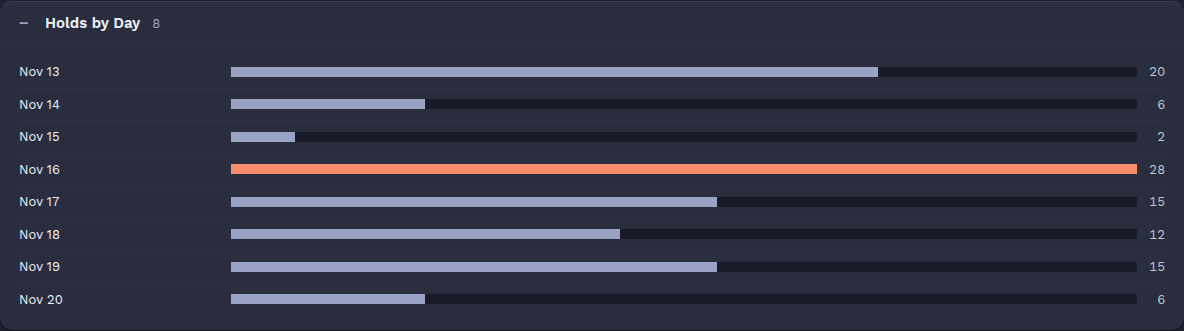 − Holds by Day 8
Nov 13 20
Nov 14 6
Nov 15 2
Nov 16 28
Nov 17 15
Nov 18 12
Nov 19 15
Nov 20 6